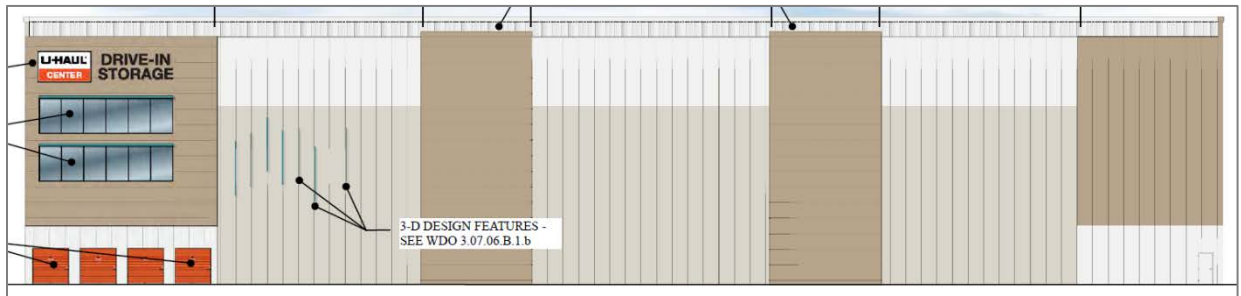 U-HAUL
CENTER
DRIVE-IN
STORAGE
3-D DESIGN FEATURES -
SEE WDO 3.07.06.B.1.b